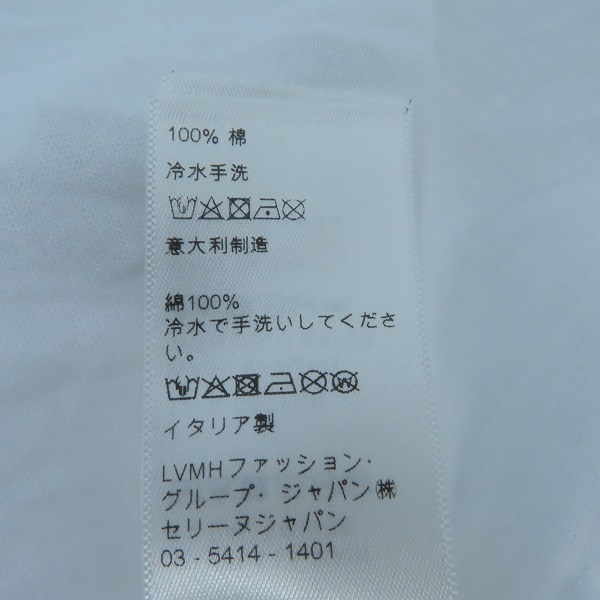 100% 棉
冷水手洗
意大利制造
綿100%
冷水で手洗いしてくださ
い。
イタリア製
LVMHファッション·
グループ· ジャパン㈱
セリーヌジャパン
03 - 5414 - 1401